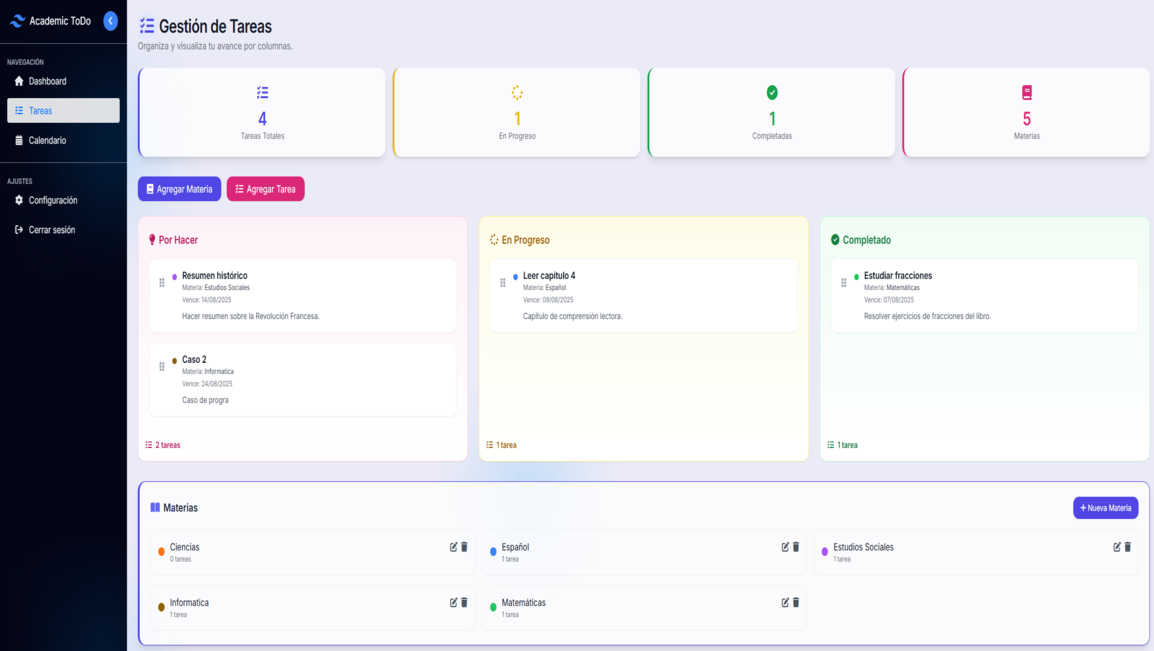 Academic ToDo
NAVEGACIÓN
Dashboard
Tareas
Calendario
AJUSTES
Configuración
Cerrar sesión
Gestión de Tareas
Organiza y visualiza tu avance por columnas.
4
Tareas Totales
1
En Progreso
1
Completadas
5
Materias
Agregar Materia
Agregar Tarea
Por Hacer
Resumen histórico
Materia: Estudios Sociales
Vence: 14/08/2025
Hacer resumen sobre la Revolución Francesa.
Caso 2
Materia: Informatica
Vence: 24/08/2025
Caso de progra
2 tareas
En Progreso
Leer capítulo 4
Materia: Español
Vence: 09/08/2025
Capítulo de comprensión lectora.
1 tarea
Completado
Estudiar fracciones
Materia: Matemáticas
Vence: 07/08/2025
Resolver ejercicios de fracciones del libro.
1 tarea
Materias
+ Nueva Materia
Ciencias
0 tareas
Español
1 tarea
Estudios Sociales
1 tarea
Informatica
1 tarea
Matemáticas
1 tarea